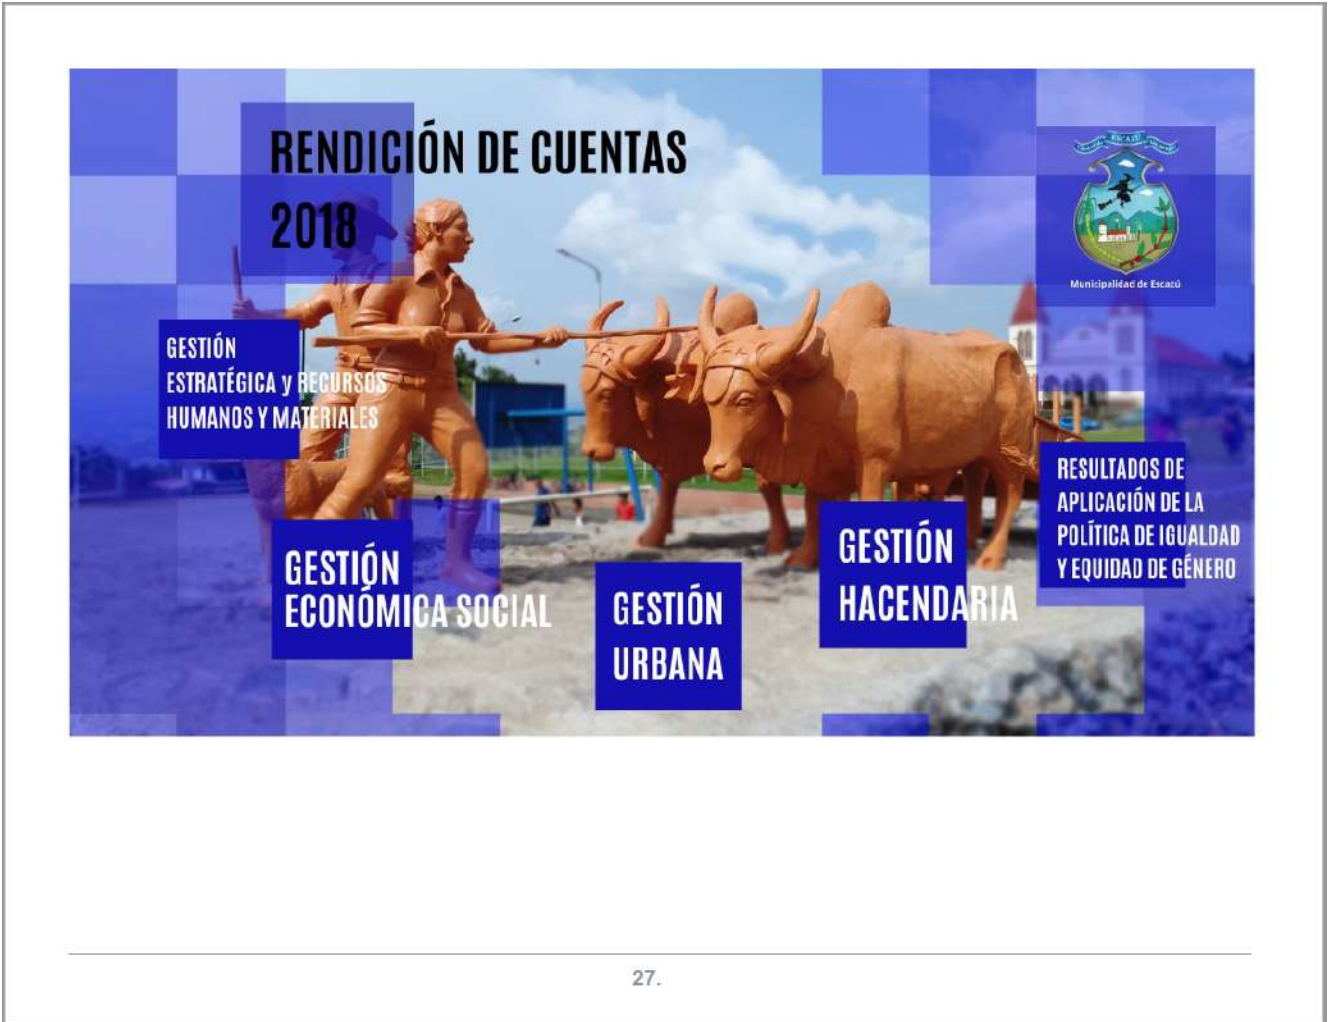 RENDICIÓN DE CUENTAS
2018
ESCAZÚ
Municipalidad de Escazú
GESTIÓN
ESTRATÉGICA y RECURSOS
HUMANOS Y MATERIALES
GESTIÓN
ECONÓMICA SOCIAL
GESTIÓN
URBANA
GESTIÓN
HACENDARIA
RESULTADOS DE
APLICACIÓN DE LA
POLÍTICA DE IGUALDAD
Y EQUIDAD DE GÉNERO
27.